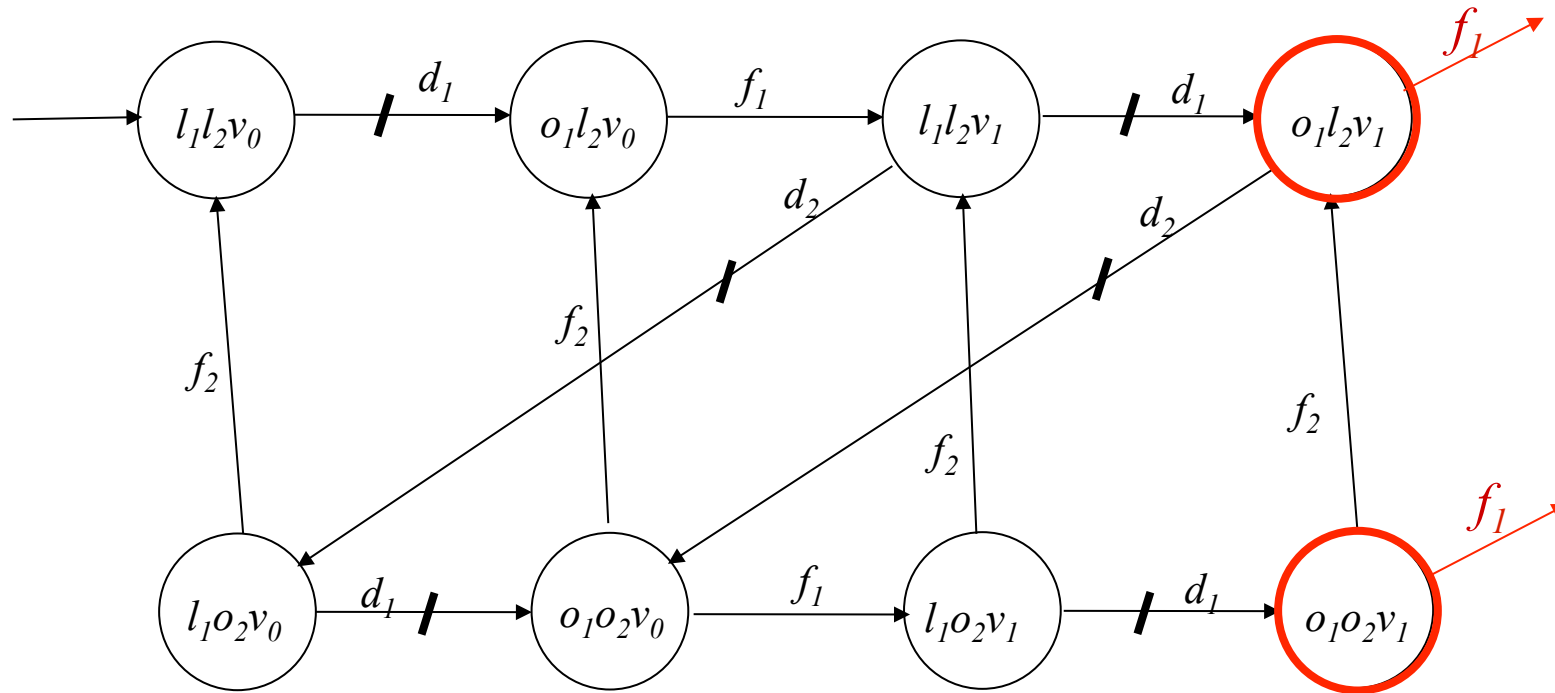 f₁
d₁ f₁ d₁
l₁l₂v₀ o₁l₂v₀ l₁l₂v₁ o₁l₂v₁
d₂ d₂
f₂
f₂
f₂
f₂
f₁
d₁ f₁ d₁
l₁o₂v₀ o₁o₂v₀ l₁o₂v₁ o₁o₂v₁